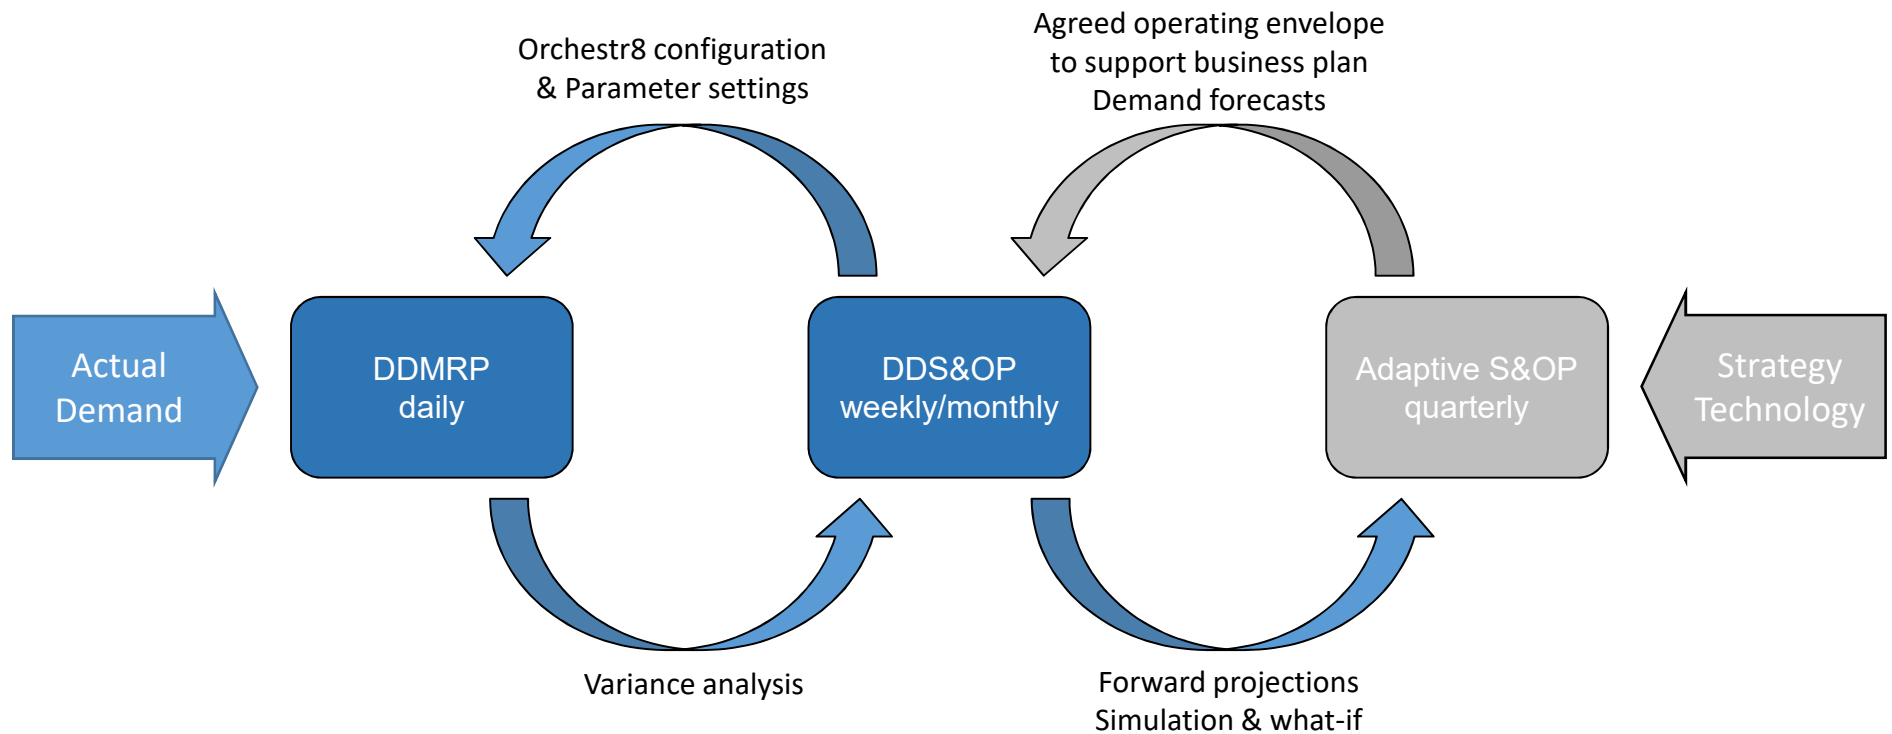 Orchestr8 configuration
& Parameter settings
Agreed operating envelope
to support business plan
Demand forecasts
Actual
Demand
DDMRP
daily
DDS&OP
weekly/monthly
Adaptive S&OP
quarterly
Strategy
Technology
Variance analysis
Forward projections
Simulation & what-if